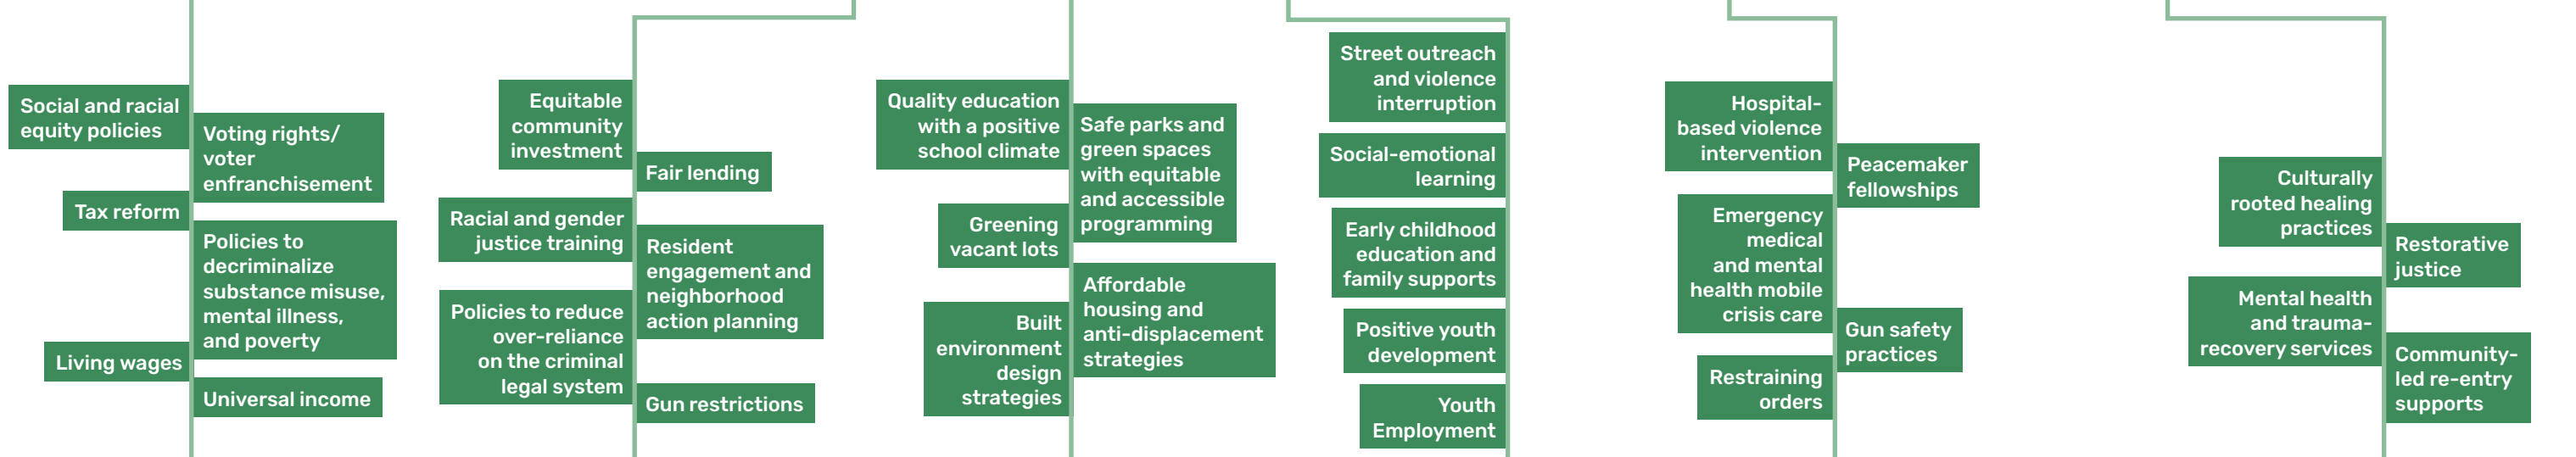 Social and racial
equity policies
Voting rights/
voter
enfranchisement
Tax reform
Policies to
decriminalize
substance misuse,
mental illness,
and poverty
Living wages
Universal income
Equitable
community
investment
Fair lending
Racial and gender
justice training
Resident
engagement and
neighborhood
action planning
Policies to reduce
over-reliance
on the criminal
legal system
Gun restrictions
Quality education
with a positive
school climate
Safe parks and
green spaces
with equitable
and accessible
programming
Greening
vacant lots
Affordable
housing and
anti-displacement
strategies
Built
environment
design
strategies
Street outreach
and violence
interruption
Social-emotional
learning
Early childhood
education and
family supports
Positive youth
development
Youth
Employment
Hospital-
based violence
intervention
Peacemaker
fellowships
Emergency
medical
and mental
health mobile
crisis care
Gun safety
practices
Restraining
orders
Culturally
rooted healing
practices
Restorative
justice
Mental health
and trauma-
recovery services
Community-
led re-entry
supports